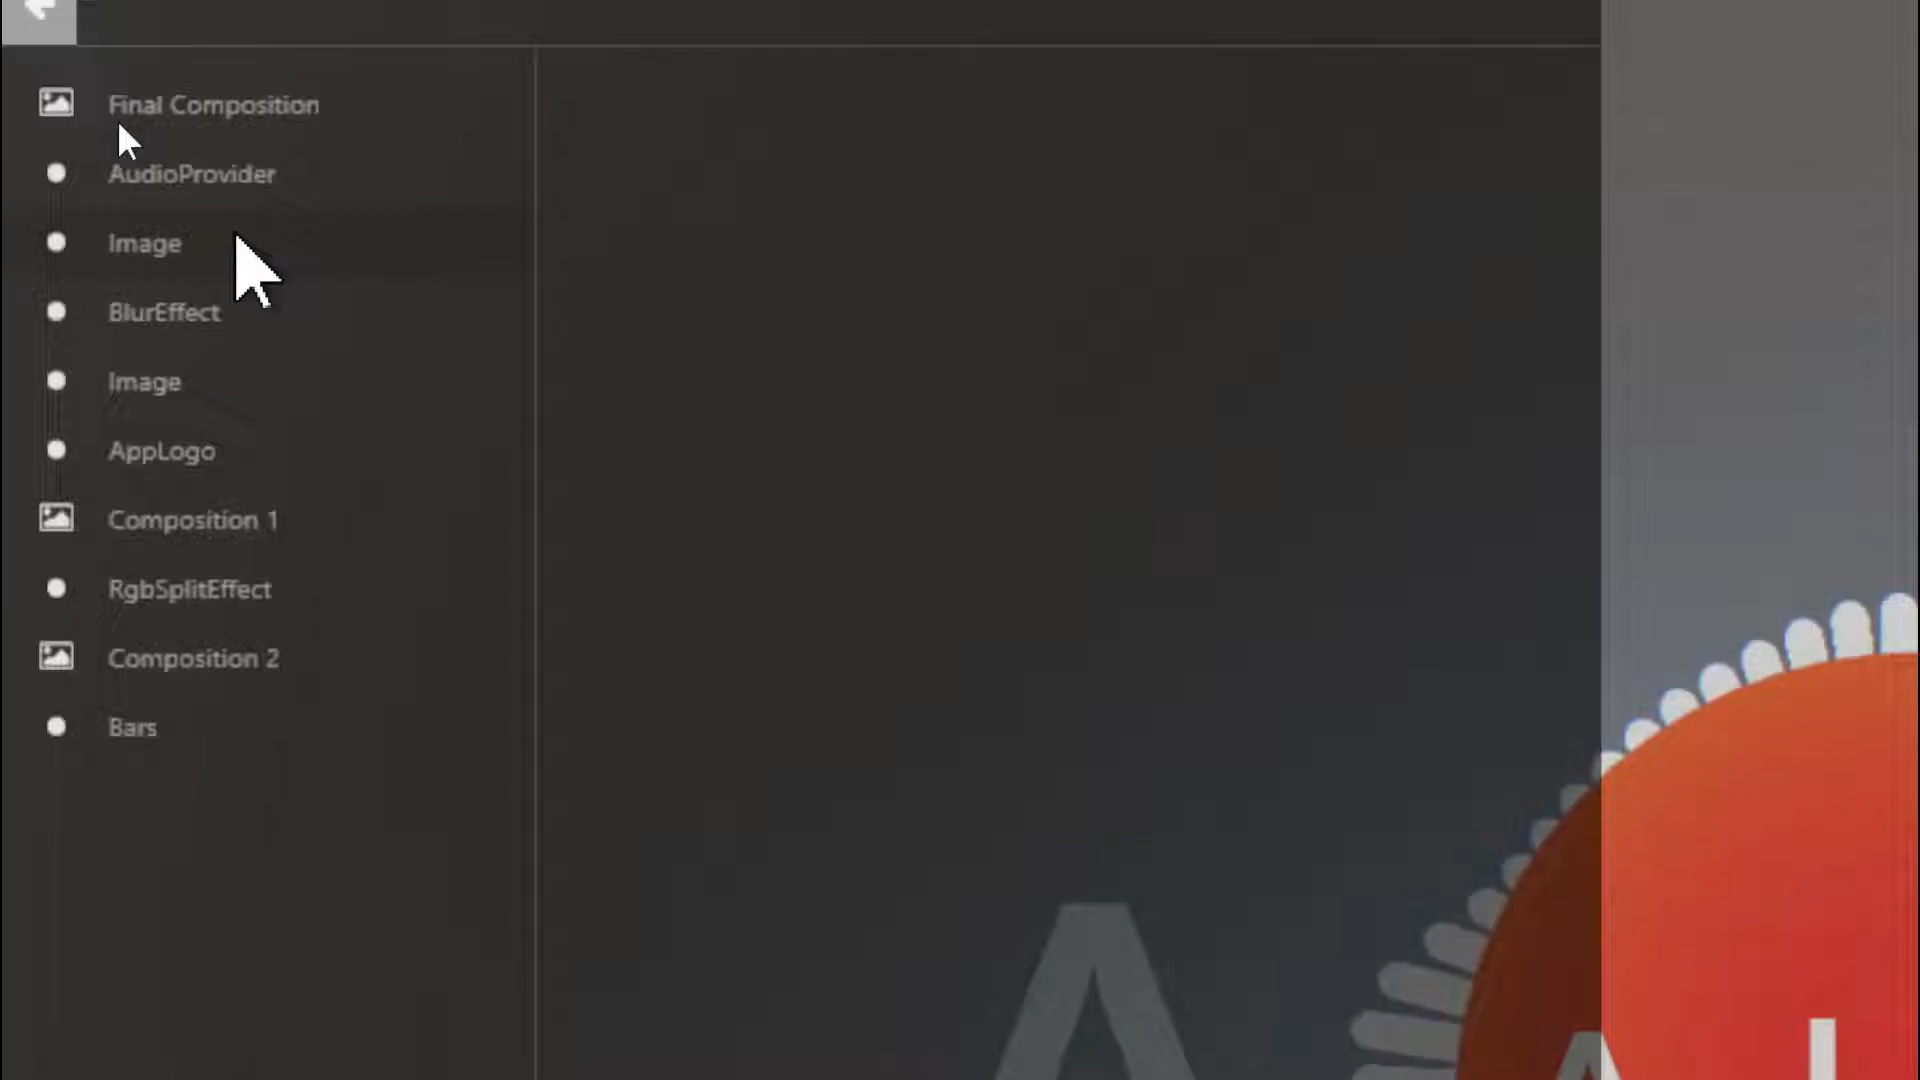 Final Composition
AudioProvider
Image
BlurEffect
Image
AppLogo
Composition 1
RgbSplitEffect
Composition 2
Bars
A